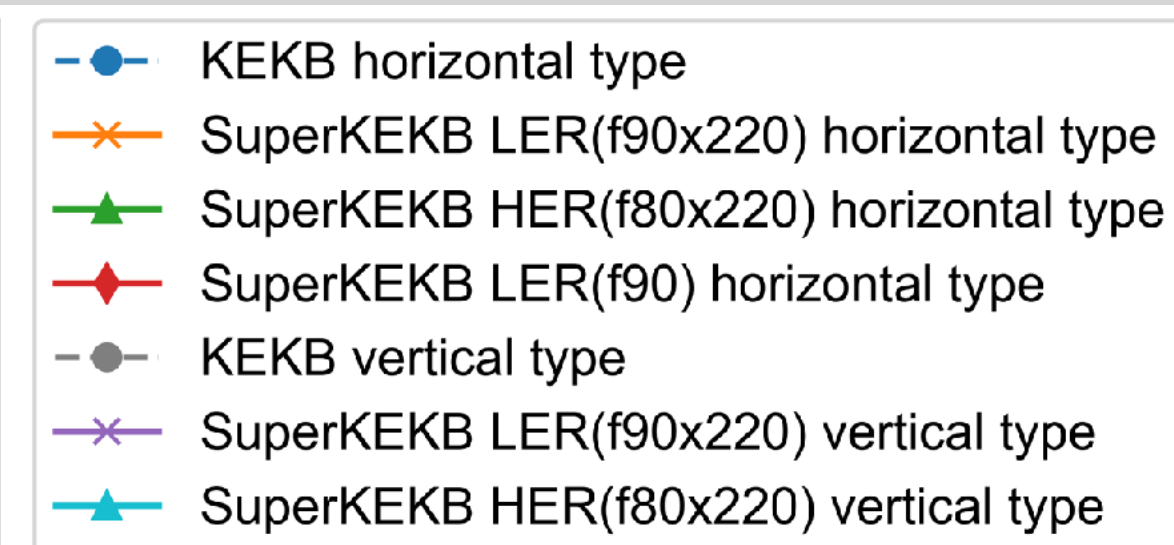 KEKB horizontal type
SuperKEKB LER(f90x220) horizontal type
SuperKEKB HER(f80x220) horizontal type
SuperKEKB LER(f90) horizontal type
KEKB vertical type
SuperKEKB LER(f90x220) vertical type
SuperKEKB HER(f80x220) vertical type